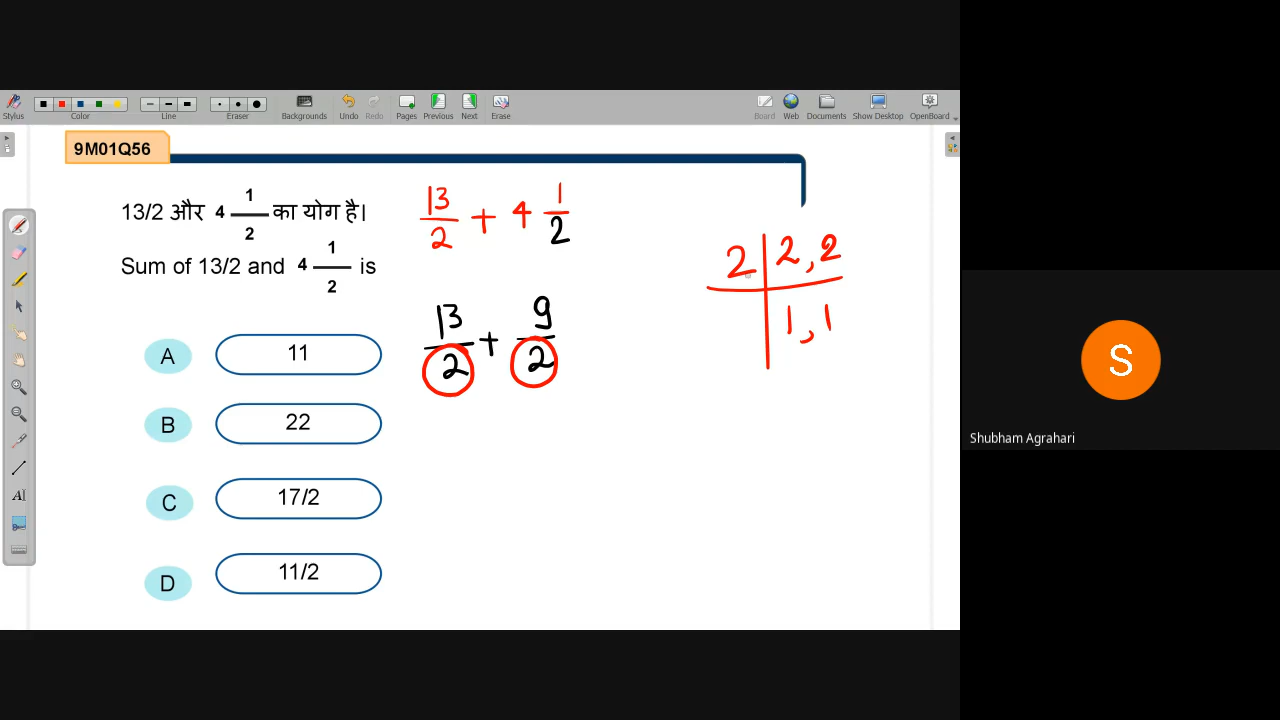 Stylus Color Line Eraser Backgrounds Undo Redo Pages Previous Next Erase Board Web Documents Show Desktop OpenBoard
9M01Q56
13/2 और 4 1/2 का योग है।
Sum of 13/2 and 4 1/2 is
A 11
B 22
C 17/2
D 11/2
13/2 + 4 1/2
13/2 + 9/2
2 | 2, 2
1, 1
S
Shubham Agrahari